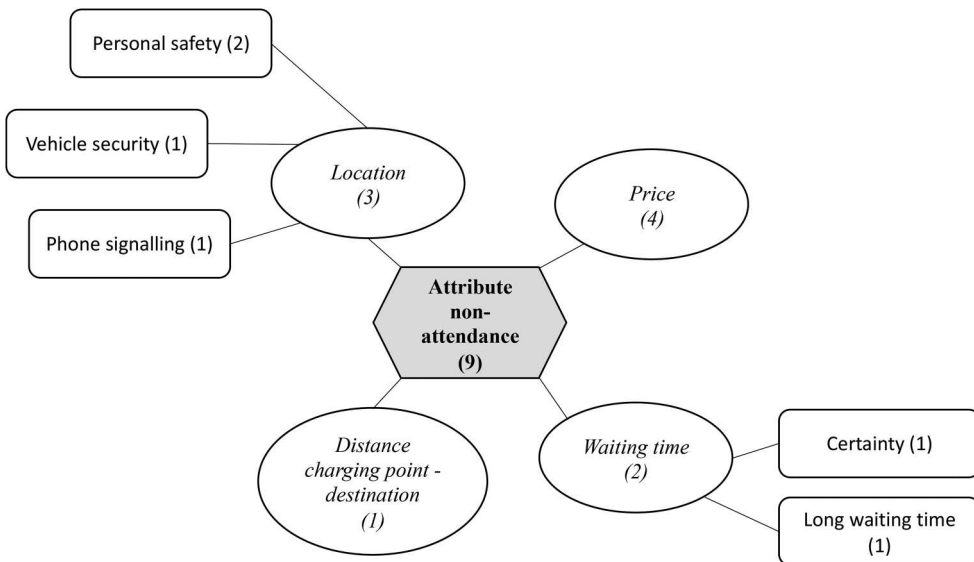 Personal safety (2)
Vehicle security (1)
Phone signalling (1)
Location
(3)
Price
(4)
Attribute
non-
attendance
(9)
Distance
charging point -
destination
(1)
Waiting time
(2)
Certainty (1)
Long waiting time
(1)